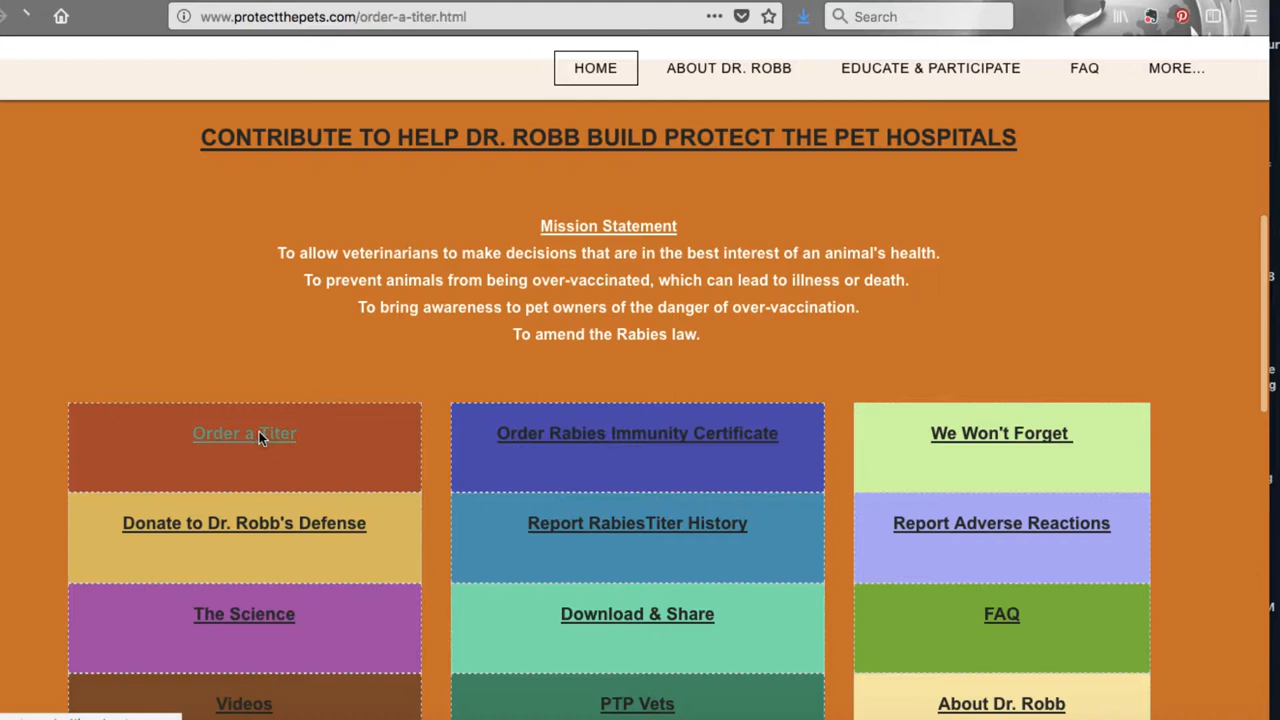 www.protectthepets.com/order-a-titer.html
Search
HOME
ABOUT DR. ROBB
EDUCATE & PARTICIPATE
FAQ
MORE...
CONTRIBUTE TO HELP DR. ROBB BUILD PROTECT THE PET HOSPITALS
Mission Statement
To allow veterinarians to make decisions that are in the best interest of an animal's health.
To prevent animals from being over-vaccinated, which can lead to illness or death.
To bring awareness to pet owners of the danger of over-vaccination.
To amend the Rabies law.
Order a Titer
Order Rabies Immunity Certificate
We Won't Forget
Donate to Dr. Robb's Defense
Report RabiesTiter History
Report Adverse Reactions
The Science
Download & Share
FAQ
Videos
PTP Vets
About Dr. Robb